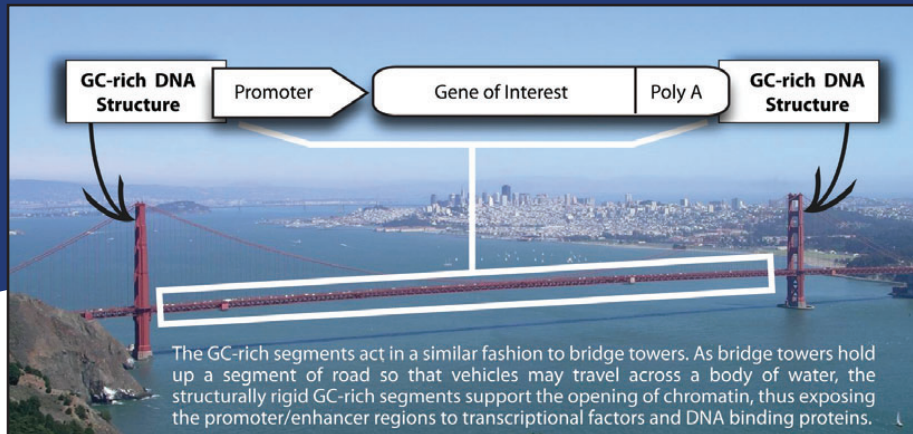 GC-rich DNA
Structure
Promoter
Gene of Interest
Poly A
GC-rich DNA
Structure
The GC-rich segments act in a similar fashion to bridge towers. As bridge towers hold
up a segment of road so that vehicles may travel across a body of water, the
structurally rigid GC-rich segments support the opening of chromatin, thus exposing
the promoter/enhancer regions to transcriptional factors and DNA binding proteins.